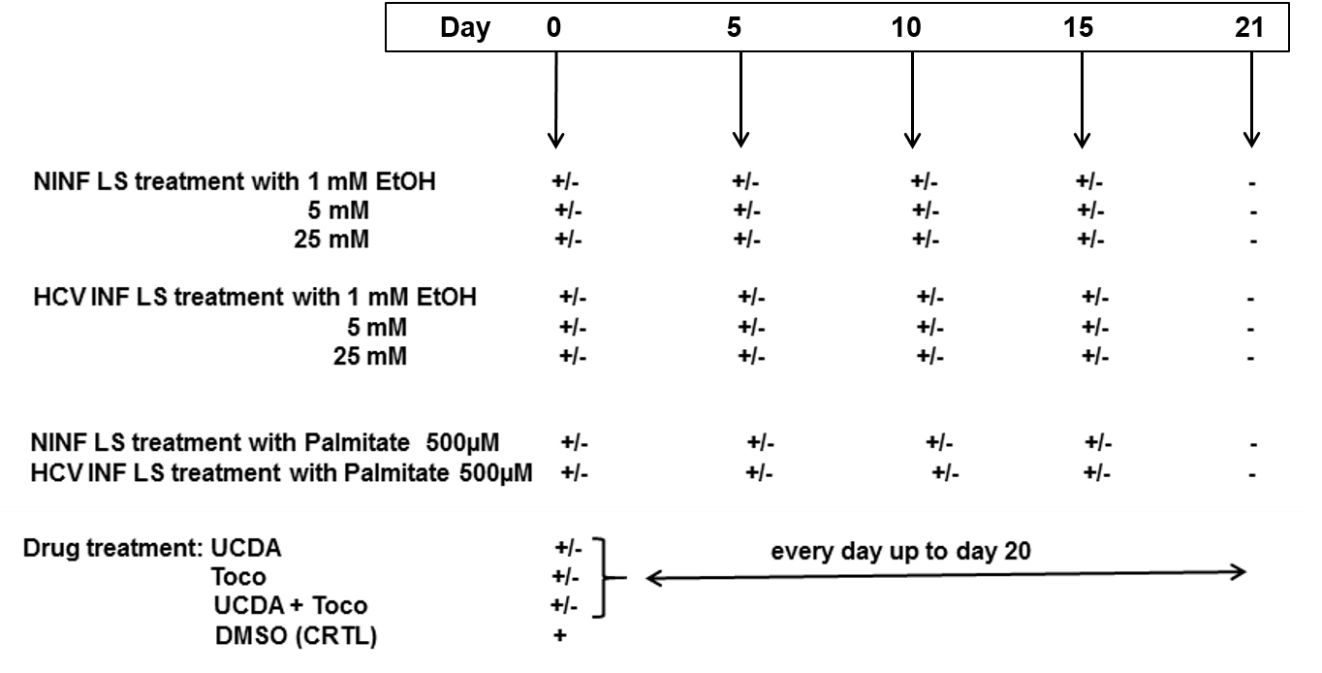 Day 0 5 10 15 21
NINF LS treatment with 1 mM EtOH +/- +/- +/- +/- -
5 mM +/- +/- +/- +/- -
25 mM +/- +/- +/- +/- -
HCV INF LS treatment with 1 mM EtOH +/- +/- +/- +/- -
5 mM +/- +/- +/- +/- -
25 mM +/- +/- +/- +/- -
NINF LS treatment with Palmitate 500µM +/- +/- +/- +/- -
HCV INF LS treatment with Palmitate 500µM +/- +/- +/- +/- -
Drug treatment: UCDA +/- every day up to day 20
Toco +/-
UCDA + Toco +/-
DMSO (CRTL) +